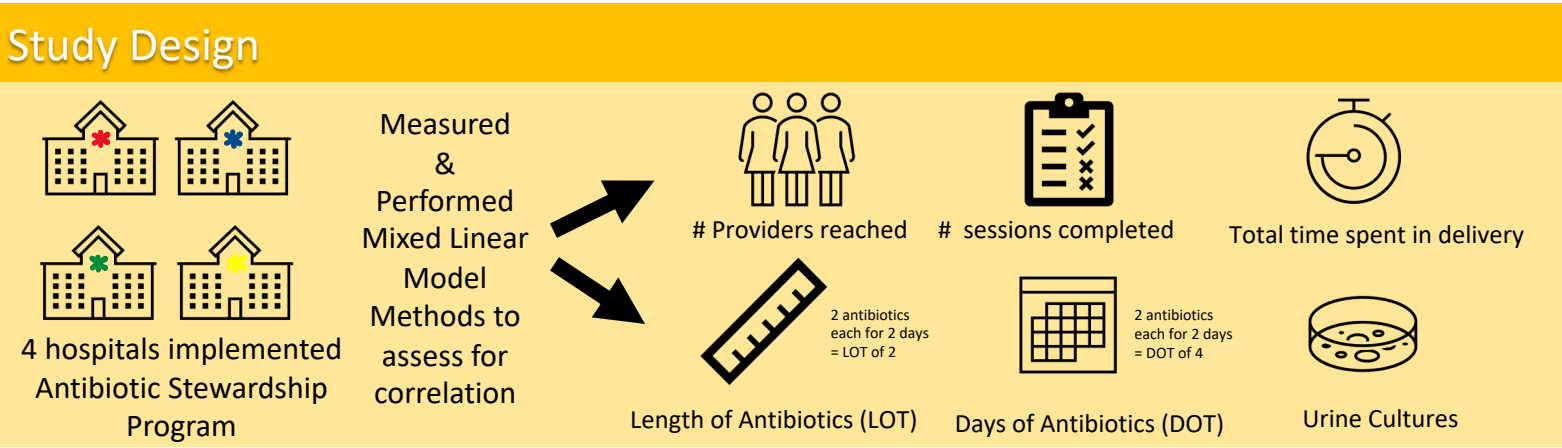 Study Design
4 hospitals implemented
Antibiotic Stewardship
Program
Measured
&
Performed
Mixed Linear
Model
Methods to
assess for
correlation
# Providers reached
# sessions completed
Total time spent in delivery
2 antibiotics
each for 2 days
= LOT of 2
Length of Antibiotics (LOT)
2 antibiotics
each for 2 days
= DOT of 4
Days of Antibiotics (DOT)
Urine Cultures